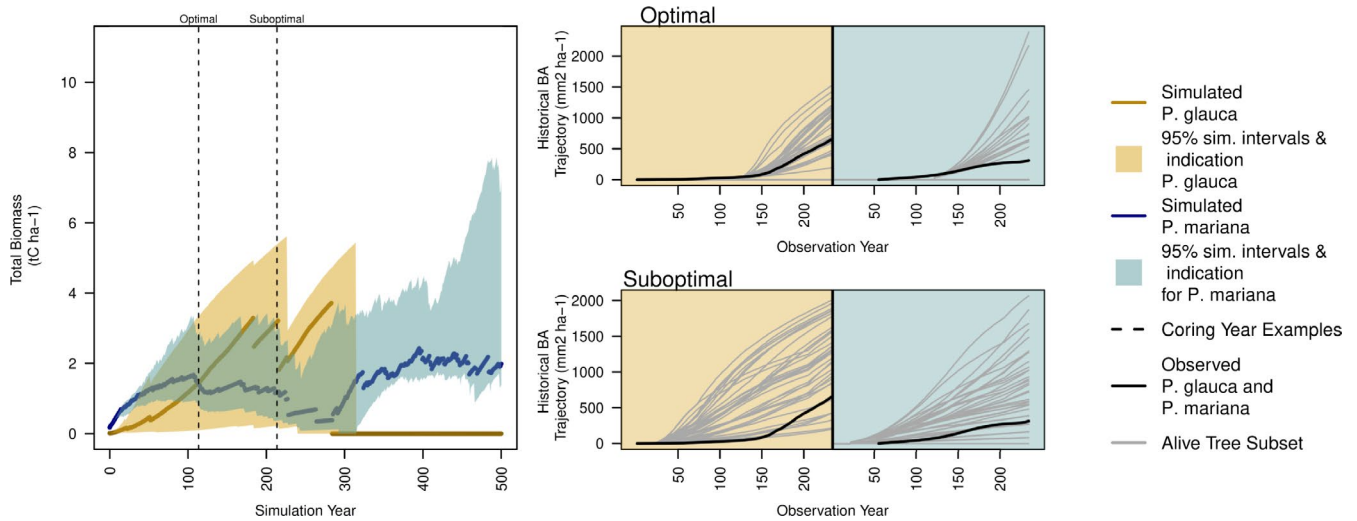 Optimal
Suboptimal
Total Biomass
(tC ha−1)
10
8
6
4
2
0
0
100
200
300
400
500
Simulation Year
Optimal
Historical BA
Trajectory (mm2 ha−1)
2000
1500
1000
500
0
50
100
150
200
50
100
150
200
Observation Year
Suboptimal
Historical BA
Trajectory (mm2 ha−1)
2000
1500
1000
500
0
50
100
150
200
50
100
150
200
Observation Year
Simulated
P. glauca
95% sim. intervals &
indication
P. glauca
Simulated
P. mariana
95% sim. intervals &
indication
for P. mariana
Coring Year Examples
Observed
P. glauca and
P. mariana
Alive Tree Subset